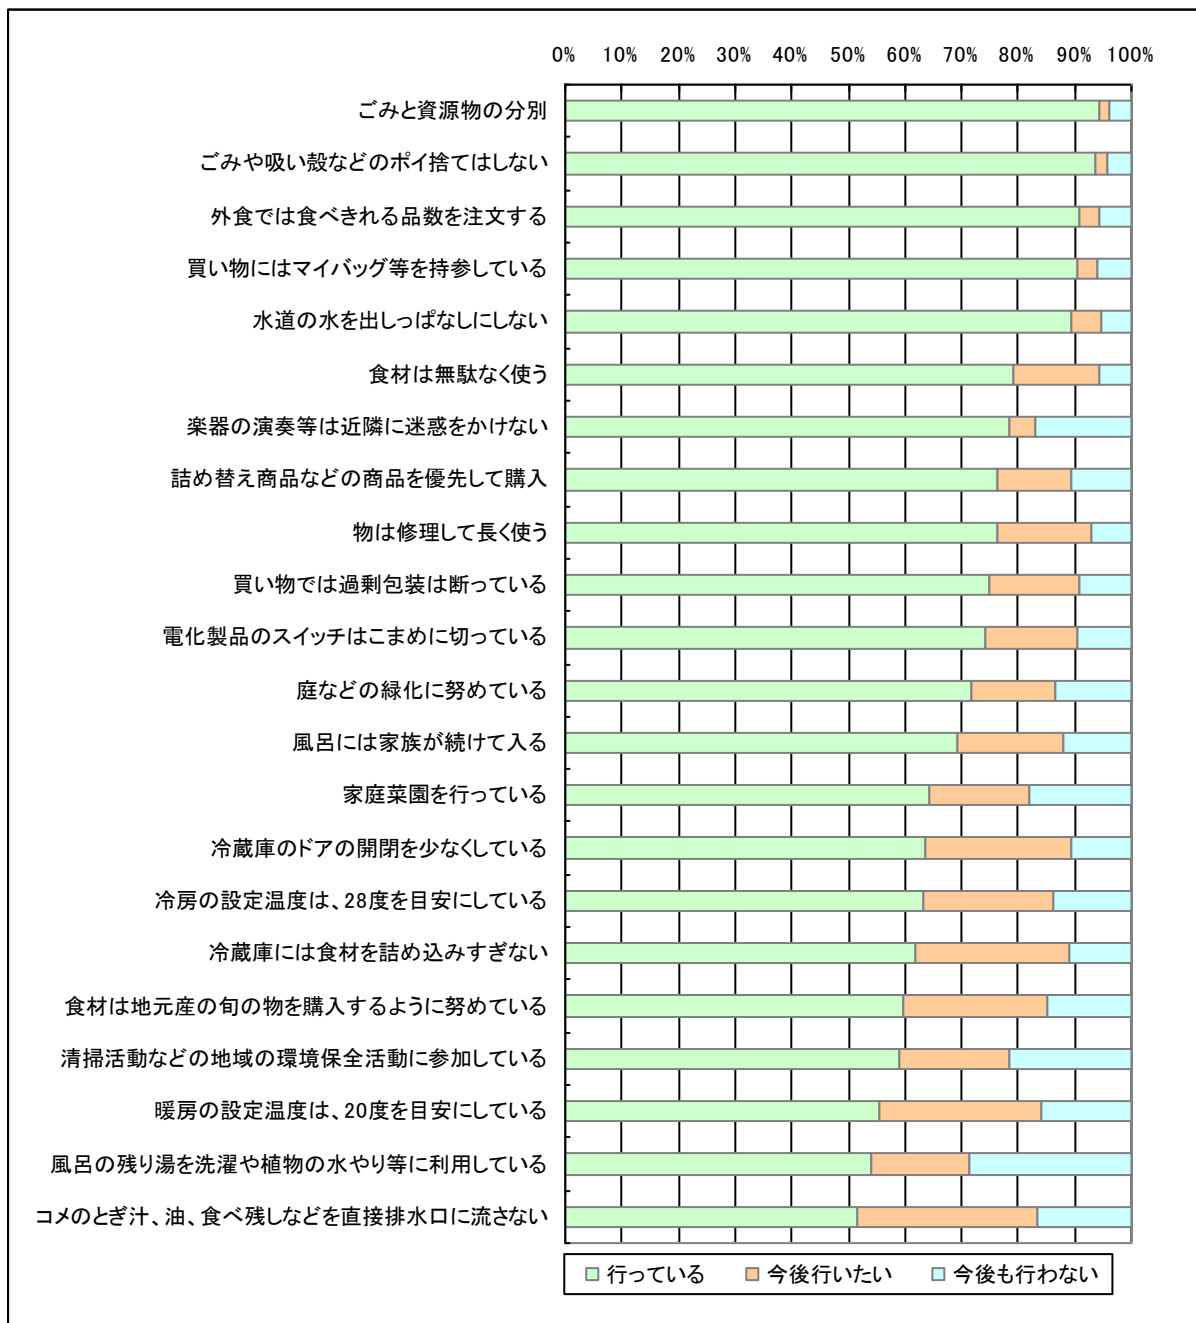 0% 10% 20% 30% 40% 50% 60% 70% 80% 90% 100%
ごみと資源物の分別
ごみや吸い殻などのポイ捨てはしない
外食では食べきれる品数を注文する
買い物にはマイバッグ等を持参している
水道の水を出しっぱなしにしない
食材は無駄なく使う
楽器の演奏等は近隣に迷惑をかけない
詰め替え商品などの商品を優先して購入
物は修理して長く使う
買い物では過剰包装は断っている
電化製品のスイッチはこまめに切っている
庭などの緑化に努めている
風呂には家族が続けて入る
家庭菜園を行っている
冷蔵庫のドアの開閉を少なくしている
冷房の設定温度は、28度を目安にしている
冷蔵庫には食材を詰め込みすぎない
食材は地元産の旬の物を購入するように努めている
清掃活動などの地域の環境保全活動に参加している
暖房の設定温度は、20度を目安にしている
風呂の残り湯を洗濯や植物の水やり等に利用している
コメのとぎ汁、油、食べ残しなどを直接排水口に流さない
行っている 今後行いたい 今後も行わない